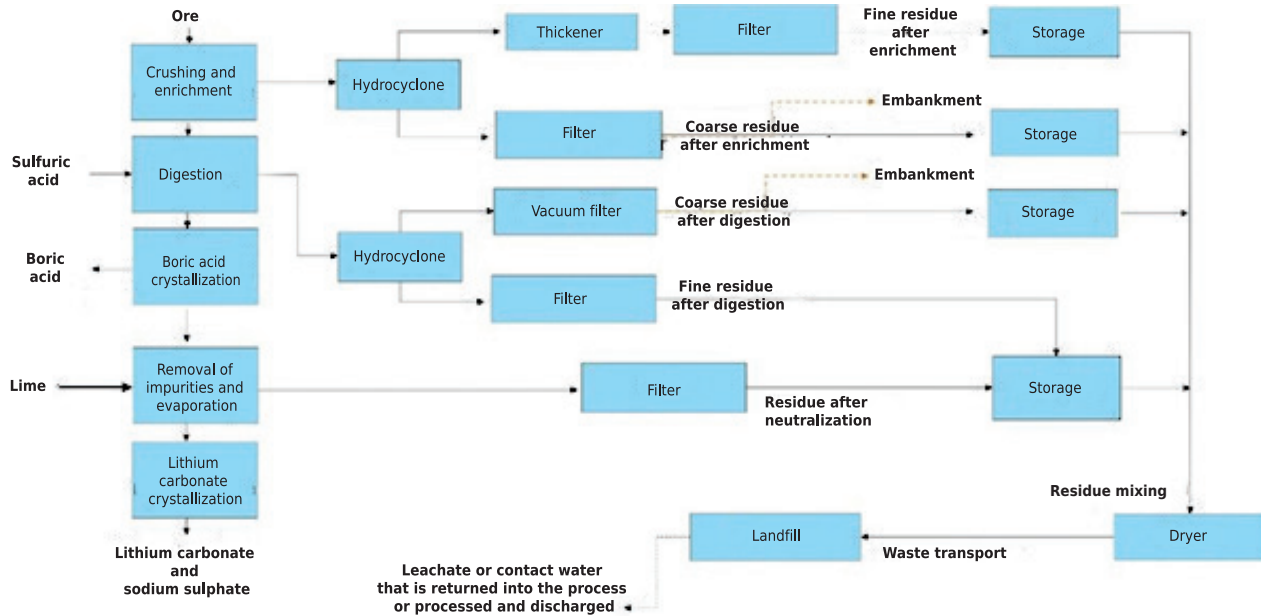 Ore
Thickener
Filter
Fine residue
after
enrichment
Storage
Crushing and
enrichment
Hydrocyclone
Embankment
Filter
Coarse residue
after enrichment
Storage
Sulfuric
acid
Digestion
Embankment
Vacuum filter
Coarse residue
after digestion
Storage
Boric
acid
Boric acid
crystallization
Hydrocyclone
Filter
Fine residue
after digestion
Lime
Removal of
impurities and
evaporation
Filter
Residue after
neutralization
Storage
Lithium
carbonate
crystallization
Residue mixing
Landfill
Waste transport
Dryer
Lithium carbonate
and
sodium sulphate
Leachate or contact water
that is returned into the process
or processed and discharged